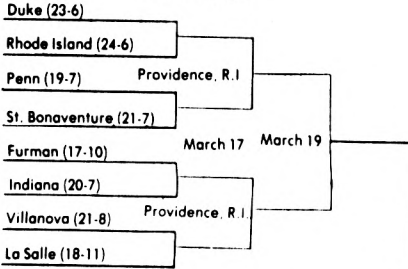 Duke (23-6)
Rhode Island (24-6)
Penn (19-7)
Providence, R.I
St. Bonaventure (21-7)
Furman (17-10)
March 17
March 19
Indiana (20-7)
Villanova (21-8)
Providence, R.I.
La Salle (18-11)